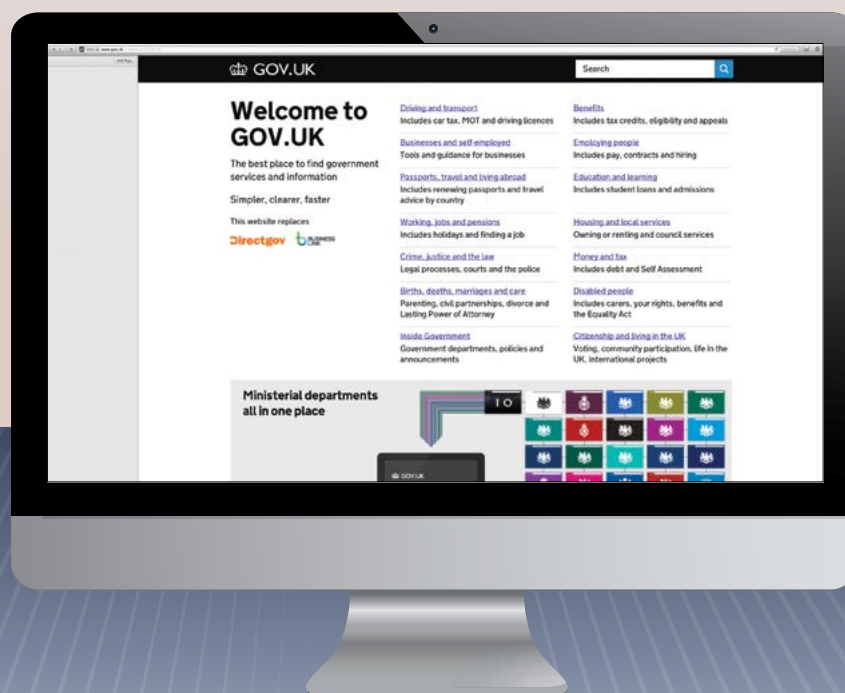 www.gov.uk
GOV.UK
Search
Welcome to
GOV.UK
The best place to find government
services and information
Simpler, clearer, faster
This website replaces
Directgov
BUSINESS
LINK
Driving and transport
Includes car tax, MOT and driving licences
Businesses and self-employed
Tools and guidance for businesses
Passports, travel and living abroad
Includes renewing passports and travel
advice by country
Working, jobs and pensions
Includes holidays and finding a job
Crime, justice and the law
Legal processes, courts and the police
Births, deaths, marriages and care
Parenting, civil partnerships, divorce and
Lasting Power of Attorney
Inside Government
Government departments, policies and
announcements
Benefits
Includes tax credits, eligibility and appeals
Employing people
Includes pay, contracts and hiring
Education and learning
Includes student loans and admissions
Housing and local services
Owning or renting and council services
Money and tax
Includes debt and Self Assessment
Disabled people
Includes carers, your rights, benefits and
the Equality Act
Citizenship and living in the UK
Voting, community participation, life in the
UK, international projects
Ministerial departments
all in one place
10
GOV.UK